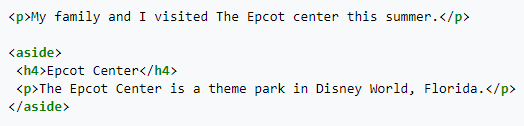 <p>My family and I visited The Epcot center this summer.</p>
<aside>
<h4>Epcot Center</h4>
<p>The Epcot Center is a theme park in Disney World, Florida.</p>
</aside>